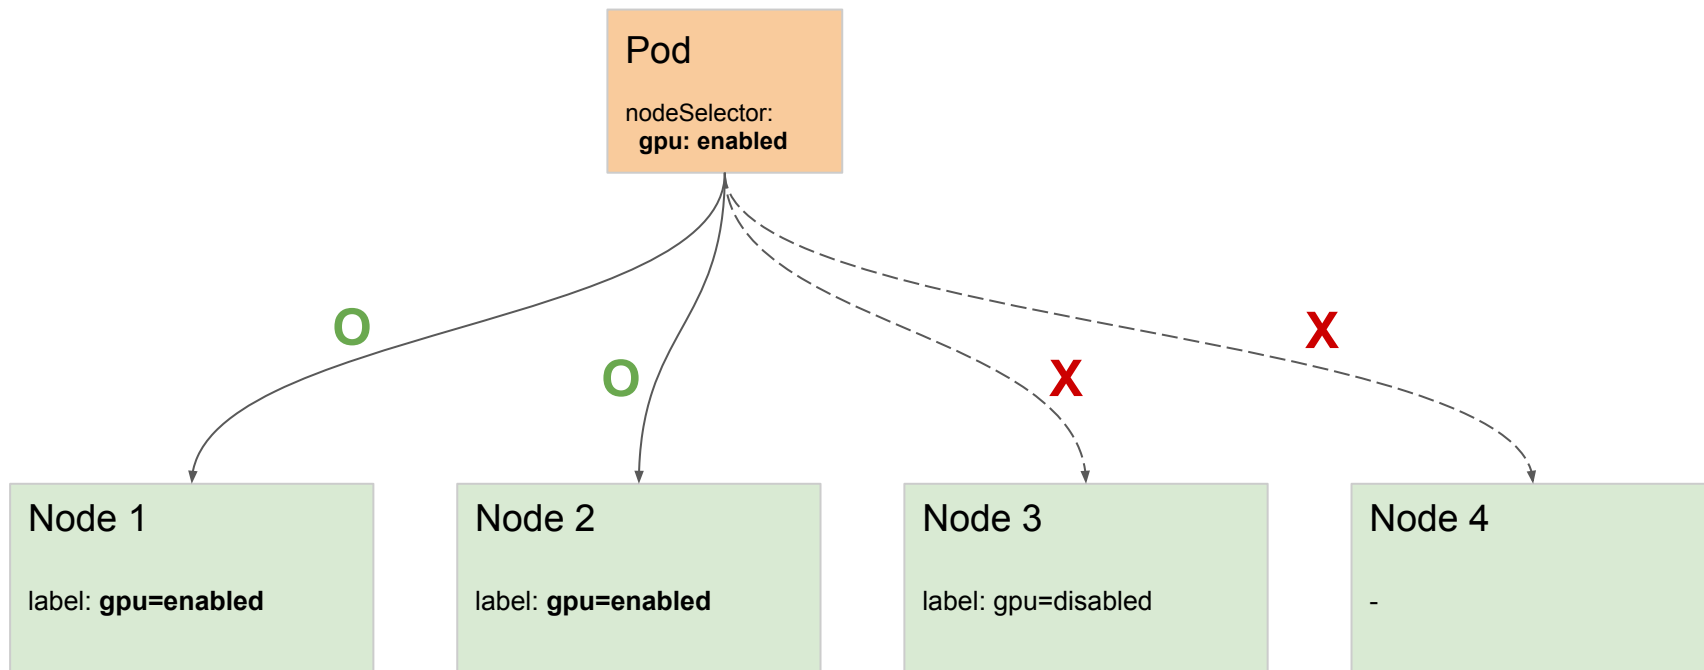 Pod
nodeSelector:
gpu: enabled
O
O
X
X
Node 1
label: gpu=enabled
Node 2
label: gpu=enabled
Node 3
label: gpu=disabled
Node 4
-